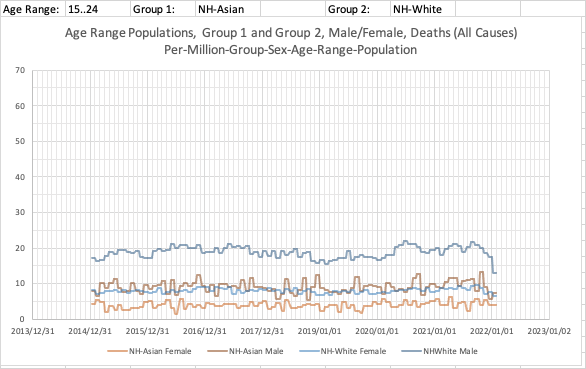 Age Range: 15..24 Group 1: NH-Asian Group 2: NH-White
Age Range Populations, Group 1 and Group 2, Male/Female, Deaths (All Causes)
Per-Million-Group-Sex-Age-Range-Population
70
60
50
40
30
20
10
0
2013/12/31 2014/12/31 2015/12/31 2016/12/31 2017/12/31 2019/01/01 2020/01/01 2021/01/01 2022/01/01 2023/01/02
NH-Asian Female NH-Asian Male NH-White Female NHWhite Male